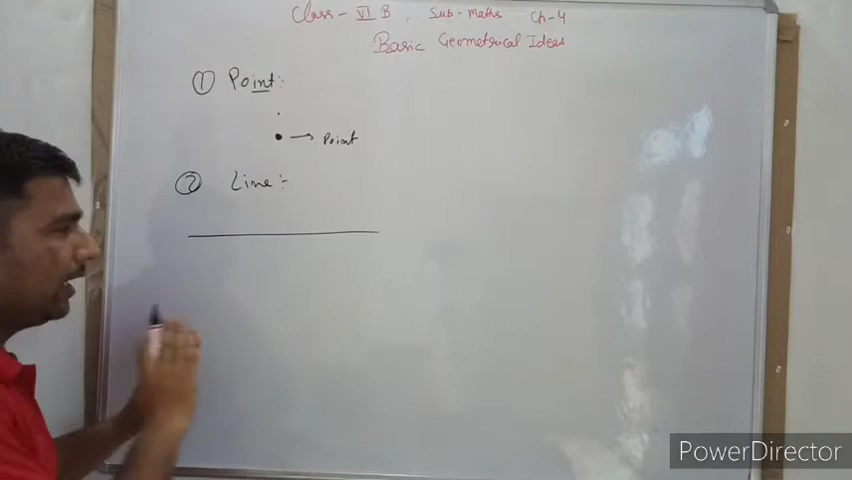 Class - VI B . Sub - Maths Ch-4
Basic Geometrical Ideas
① Point :
→ Point
② Line :-
PowerDirector